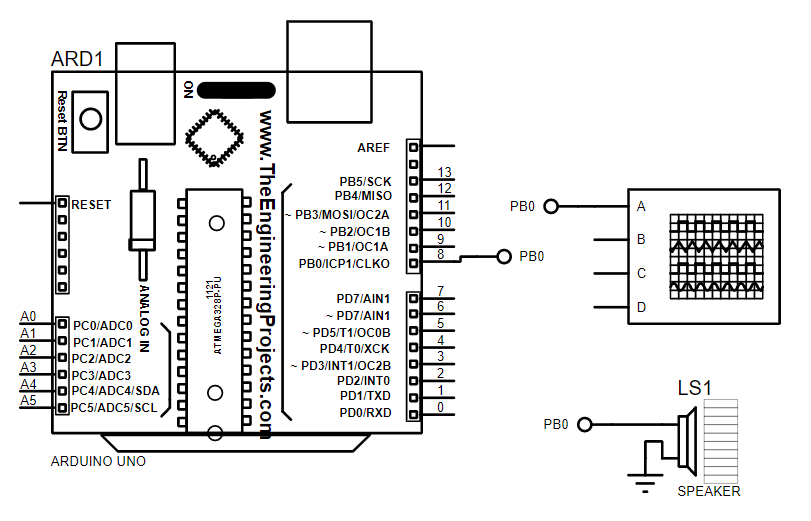 ARD1
ON
Reset BTN
www.TheEngineeringProjects.com
RESET
ANALOG IN
1121
ATMEGA328P-PU
AREF
PB5/SCK 13
PB4/MISO 12
~ PB3/MOSI/OC2A 11
~ PB2/OC1B 10
~ PB1/OC1A 9
PB0/ICP1/CLKO 8
PB0
PD7/AIN1 7
~ PD7/AIN1 6
~ PD5/T1/OC0B 5
PD4/T0/XCK 4
~ PD3/INT1/OC2B 3
PD2/INT0 2
PD1/TXD 1
PD0/RXD 0
A0 PC0/ADC0
A1 PC1/ADC1
A2 PC2/ADC2
A3 PC3/ADC3
A4 PC4/ADC4/SDA
A5 PC5/ADC5/SCL
ARDUINO UNO
PB0 A
B
C
D
LS1
PB0
SPEAKER